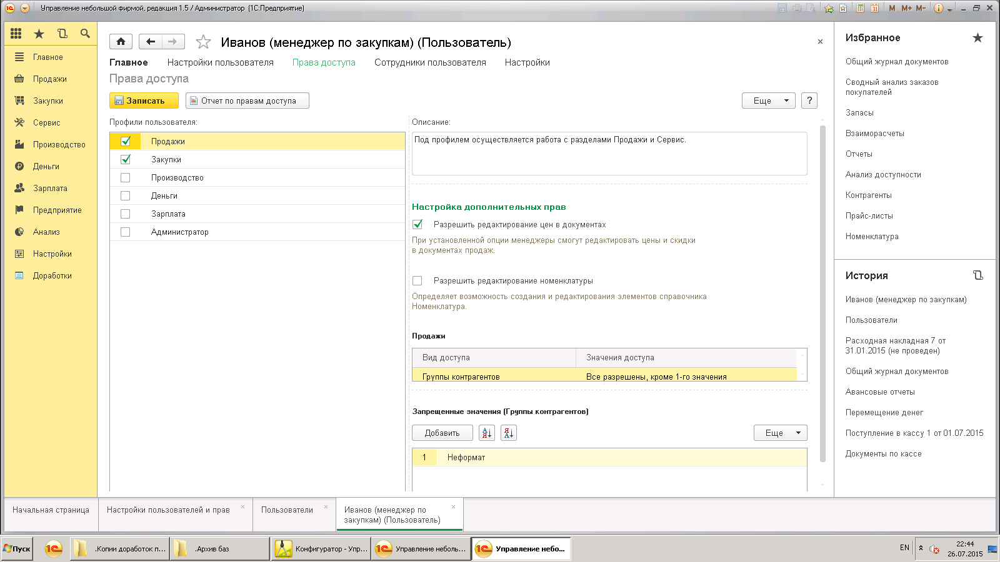 Управление небольшой фирмой, редакция 1.5 / Администратор (1С:Предприятие)
M M+ M-
Главное
Продажи
Закупки
Сервис
Производство
Деньги
Зарплата
Предприятие
Анализ
Настройки
Доработки
Иванов (менеджер по закупкам) (Пользователь)
Главное Настройки пользователя Права доступа Сотрудники пользователя Настройки
Права доступа
Записать Отчет по правам доступа Еще ?
Профили пользователя:
Продажи
Закупки
Производство
Деньги
Зарплата
Администратор
Описание:
Под профилем осуществляется работа с разделами Продажи и Сервис.
Настройка дополнительных прав
Разрешить редактирование цен в документах
При установленной опции менеджеры смогут редактировать цены и скидки
в документах продаж.
Разрешить редактирование номенклатуры
Определяет возможность создания и редактирования элементов справочника
Номенклатура.
Продажи
Вид доступа Значения доступа
Группы контрагентов Все разрешены, кроме 1-го значения
Запрещенные значения (Группы контрагентов)
Добавить Еще
1 Неформат
Избранное
Общий журнал документов
Сводный анализ заказов
покупателей
Запасы
Взаиморасчеты
Отчеты
Анализ доступности
Контрагенты
Прайс-листы
Номенклатура
История
Иванов (менеджер по закупкам)
Пользователи
Расходная накладная 7 от
31.01.2015 (не проведен)
Общий журнал документов
Авансовые отчеты
Перемещение денег
Поступление в кассу 1 от 01.07.2015
Документы по кассе
Начальная страница
Настройки пользователей и прав
Пользователи
Иванов (менеджер по
закупкам) (Пользователь)
Пуск
.Копии доработок п...
.Архив баз
Конфигуратор - Упр...
Управление неболь...
Управление небо...
EN
22:44
26.07.2015